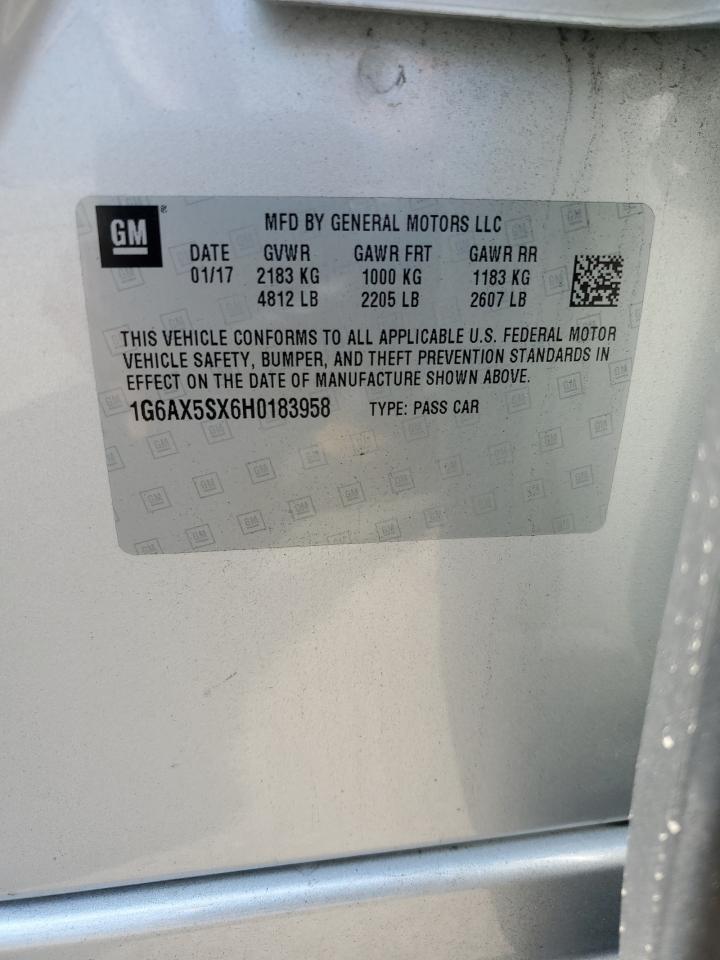 GM
MFD BY GENERAL MOTORS LLC
DATE GVWR GAWR FRT GAWR RR
01/17 2183 KG 1000 KG 1183 KG
4812 LB 2205 LB 2607 LB
THIS VEHICLE CONFORMS TO ALL APPLICABLE U.S. FEDERAL MOTOR
VEHICLE SAFETY, BUMPER, AND THEFT PREVENTION STANDARDS IN
EFFECT ON THE DATE OF MANUFACTURE SHOWN ABOVE.
1G6AX5SX6H0183958 TYPE: PASS CAR